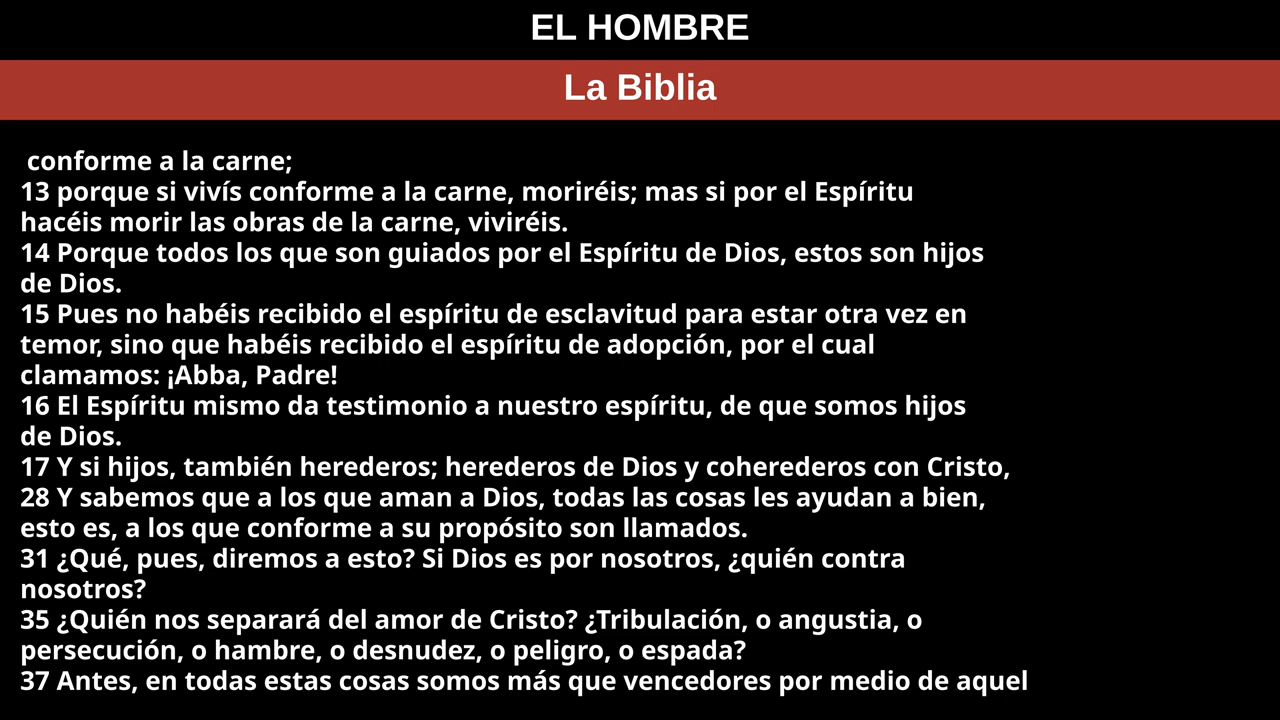 EL HOMBRE
La Biblia
conforme a la carne;
13 porque si vivís conforme a la carne, moriréis; mas si por el Espíritu
hacéis morir las obras de la carne, viviréis.
14 Porque todos los que son guiados por el Espíritu de Dios, estos son hijos
de Dios.
15 Pues no habéis recibido el espíritu de esclavitud para estar otra vez en
temor, sino que habéis recibido el espíritu de adopción, por el cual
clamamos: ¡Abba, Padre!
16 El Espíritu mismo da testimonio a nuestro espíritu, de que somos hijos
de Dios.
17 Y si hijos, también herederos; herederos de Dios y coherederos con Cristo,
28 Y sabemos que a los que aman a Dios, todas las cosas les ayudan a bien,
esto es, a los que conforme a su propósito son llamados.
31 ¿Qué, pues, diremos a esto? Si Dios es por nosotros, ¿quién contra
nosotros?
35 ¿Quién nos separará del amor de Cristo? ¿Tribulación, o angustia, o
persecución, o hambre, o desnudez, o peligro, o espada?
37 Antes, en todas estas cosas somos más que vencedores por medio de aquel